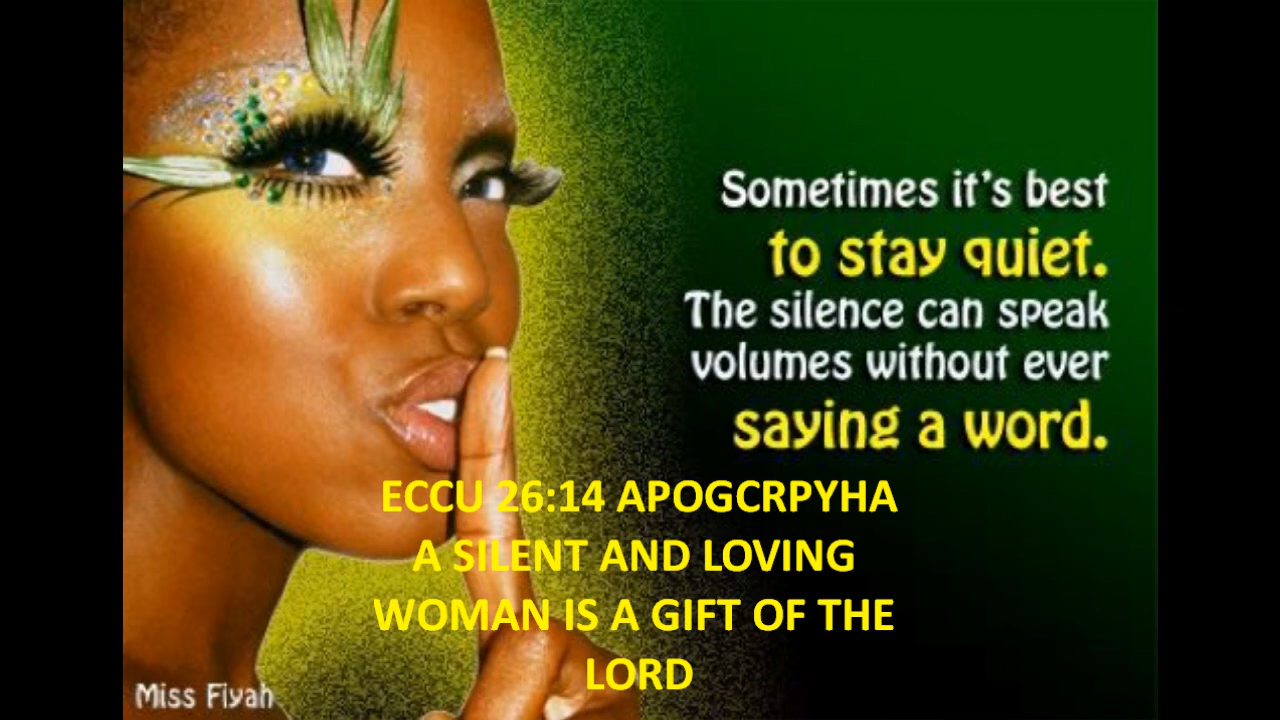 Sometimes it's best
to stay quiet.
The silence can speak
volumes without ever
saying a word.
ECCU 26:14 APOGCRPYHA
A SILENT AND LOVING
WOMAN IS A GIFT OF THE
LORD
Miss Fiyah